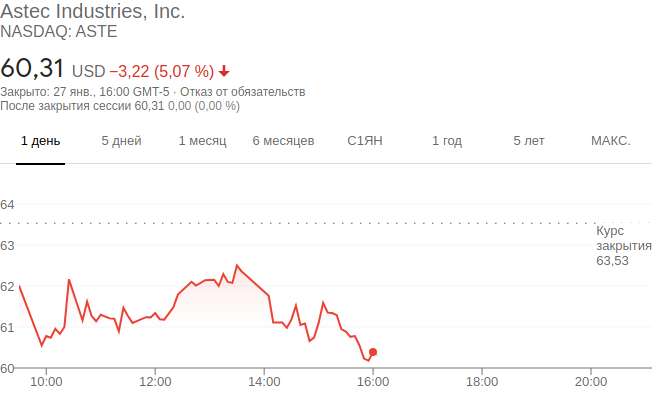 Astec Industries, Inc.
NASDAQ: ASTE
60,31 USD −3,22 (5,07 %)
Закрыто: 27 янв., 16:00 GMT-5 · Отказ от обязательств
После закрытия сессии 60,31 0,00 (0,00 %)
1 день 5 дней 1 месяц 6 месяцев С1ЯН 1 год 5 лет МАКС.
64
Курс
закрытия
63,53
63
62
61
60
10:00 12:00 14:00 16:00 18:00 20:00